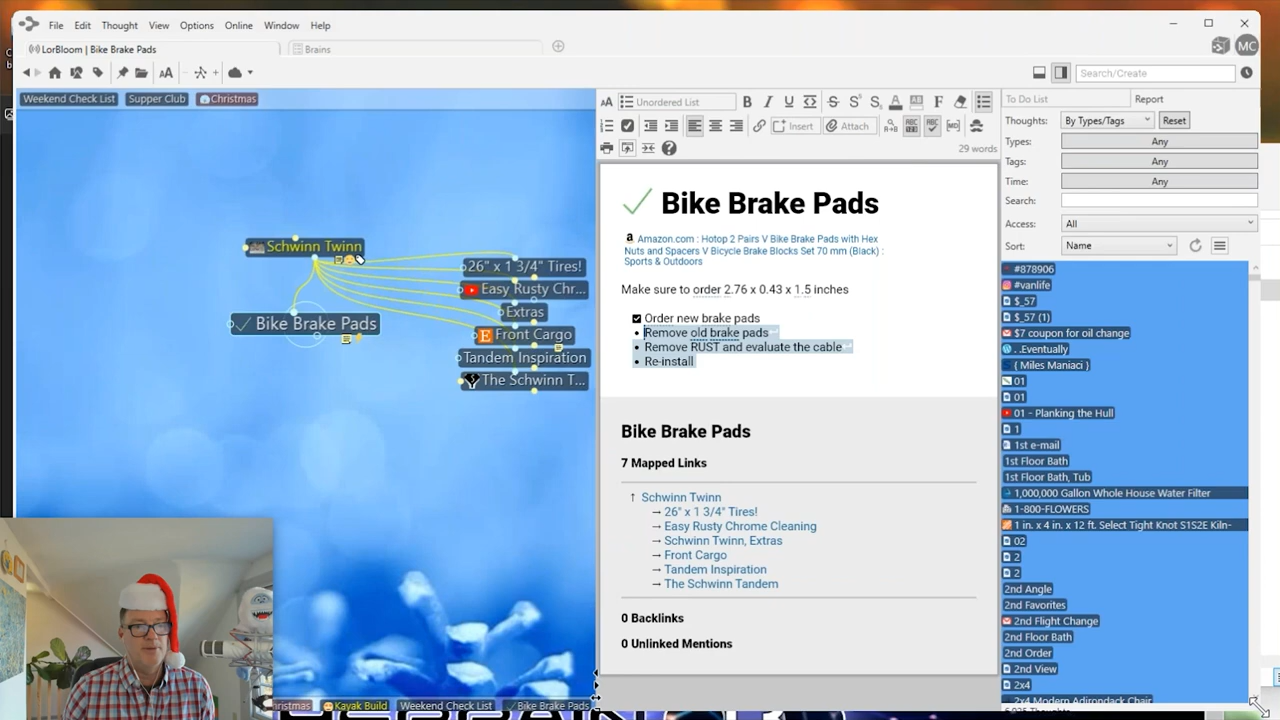 File Edit Thought View Options Online Window Help
LorBloom | Bike Brake Pads
Brains
MC
Search/Create
Weekend Check List
Supper Club
Christmas
Schwinn Twinn
Bike Brake Pads
26" x 1 3/4" Tires!
Easy Rusty Chr...
Extras
Front Cargo
Tandem Inspiration
The Schwinn T...
Unordered List
Insert
Attach
29 words
Bike Brake Pads
Amazon.com : Hotop 2 Pairs V Bike Brake Pads with Hex
Nuts and Spacers V Bicycle Brake Blocks Set 70 mm (Black) :
Sports & Outdoors
Make sure to order 2.76 x 0.43 x 1.5 inches
Order new brake pads
• Remove old brake pads
• Remove RUST and evaluate the cable
• Re-install
Bike Brake Pads
7 Mapped Links
↑ Schwinn Twinn
→ 26" x 1 3/4" Tires!
→ Easy Rusty Chrome Cleaning
→ Schwinn Twinn, Extras
→ Front Cargo
→ Tandem Inspiration
→ The Schwinn Tandem
0 Backlinks
0 Unlinked Mentions
To Do List
Report
Thoughts: By Types/Tags Reset
Types: Any
Tags: Any
Time: Any
Search:
Access: All
Sort: Name
#878906
#vanlife
$_57
$_57 (1)
$7 coupon for oil change
. .Eventually
( Miles Maniaci )
01
01
01 - Planking the Hull
1
1st e-mail
1st Floor Bath
1st Floor Bath, Tub
1,000,000 Gallon Whole House Water Filter
1-800-FLOWERS
1 in. x 4 in. x 12 ft. Select Tight Knot S1S2E Kiln-
02
2
2
2nd Angle
2nd Favorites
2nd Flight Change
2nd Floor Bath
2nd Order
2nd View
2x4
2x4 Modern Adirondack Chair
hristmas
Kayak Build
Weekend Check List
Bike Brake Pads